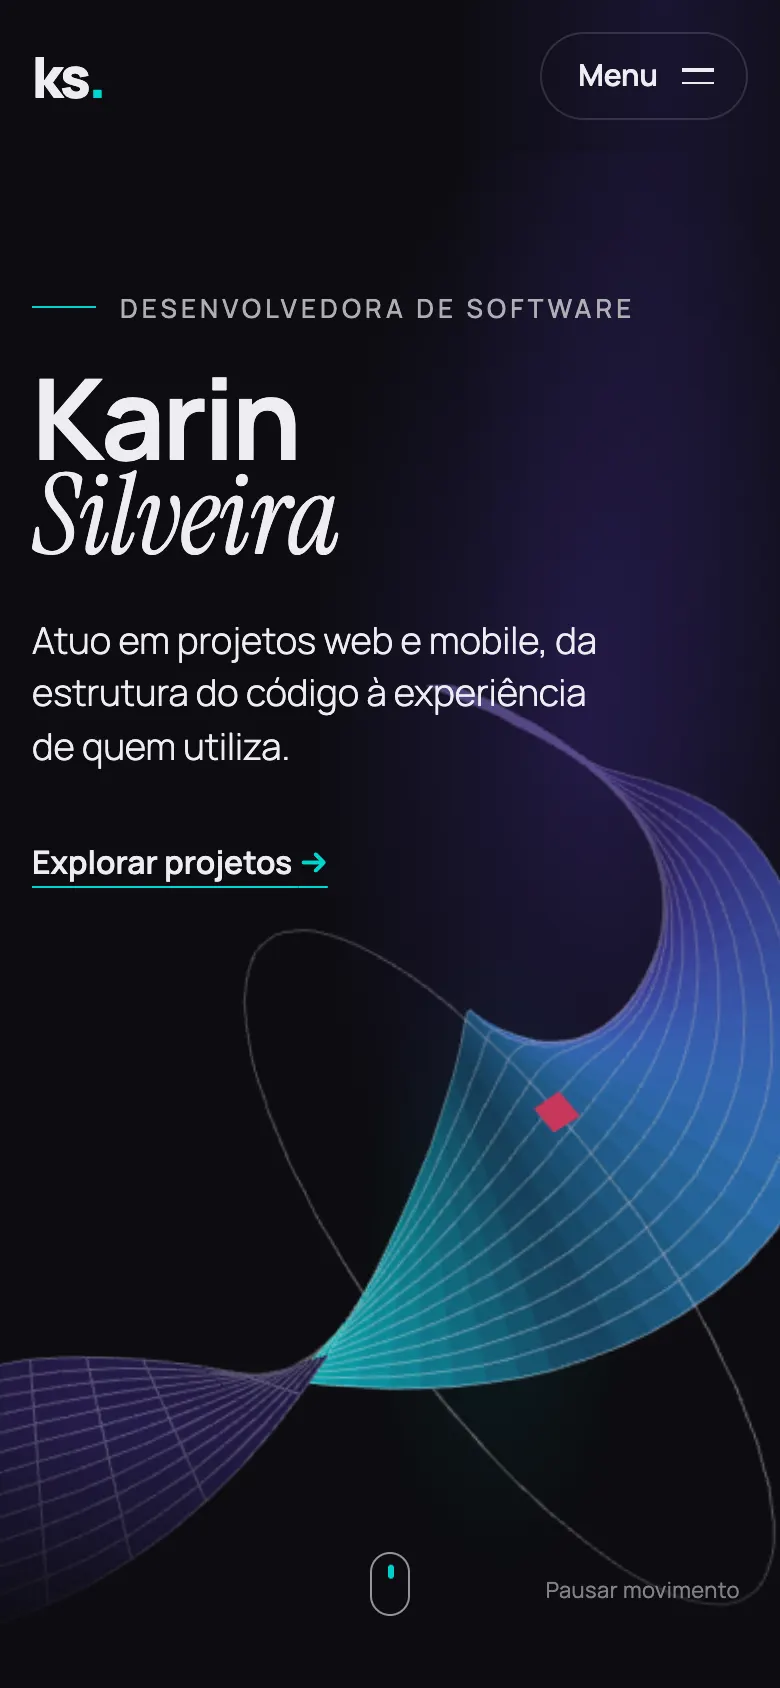 ks.
Menu
DESENVOLVEDORA DE SOFTWARE
Karin
Silveira
Atuo em projetos web e mobile, da
estrutura do código à experiência
de quem utiliza.
Explorar projetos →
Pausar movimento